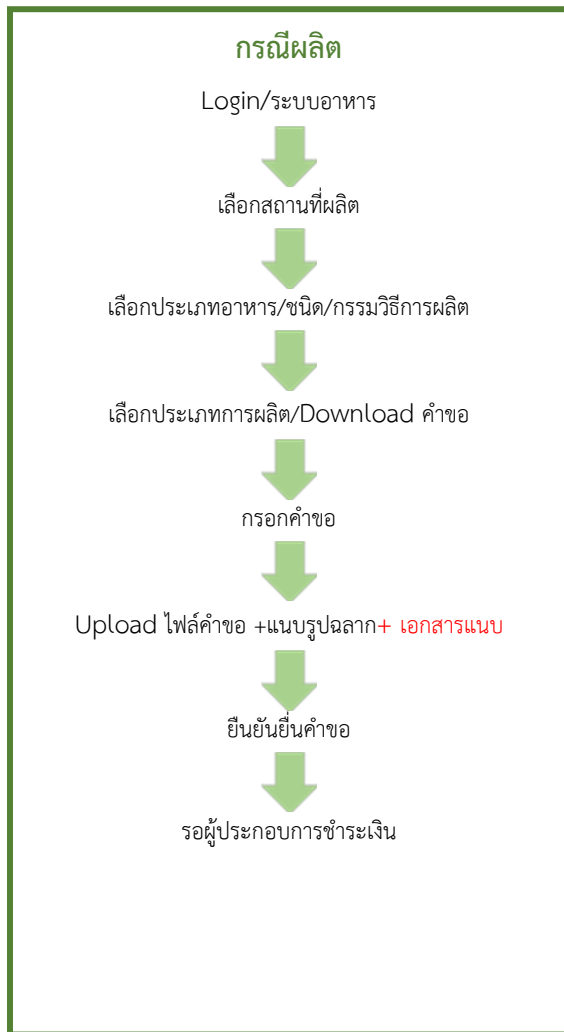 กรณีผลิต
Login/ระบบอาหาร
เลือกสถานที่ผลิต
เลือกประเภทอาหาร/ชนิด/กรรมวิธีการผลิต
เลือกประเภทการผลิต/Download คำขอ
กรอกคำขอ
Upload ไฟล์คำขอ +แนบรูปฉลาก+ เอกสารแนบ
ยืนยันยื่นคำขอ
รอผู้ประกอบการชำระเงิน